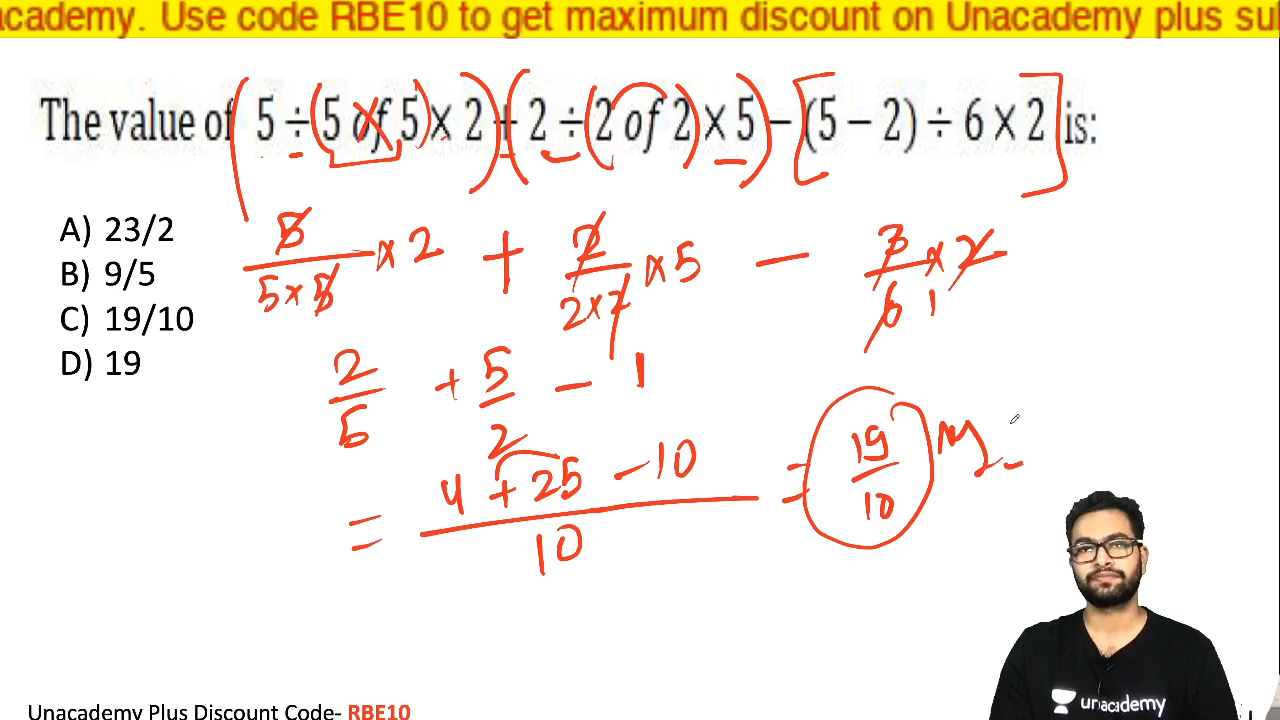 academy. Use code RBE10 to get maximum discount on Unacademy plus su
The value of 5 ÷ (5 of 5) × 2 + 2 ÷ (2 of 2) × 5 − (5 − 2) ÷ 6 × 2 is:
A) 23/2
B) 9/5
C) 19/10
D) 19
5/5×5 × 2 + 2/2×2 × 5 − 3/6 × 2
1
2/5 + 5/2 − 1
= 4 + 25 − 10/10 = 19/10
unacademy
Unacademy Plus Discount Code- RBE10